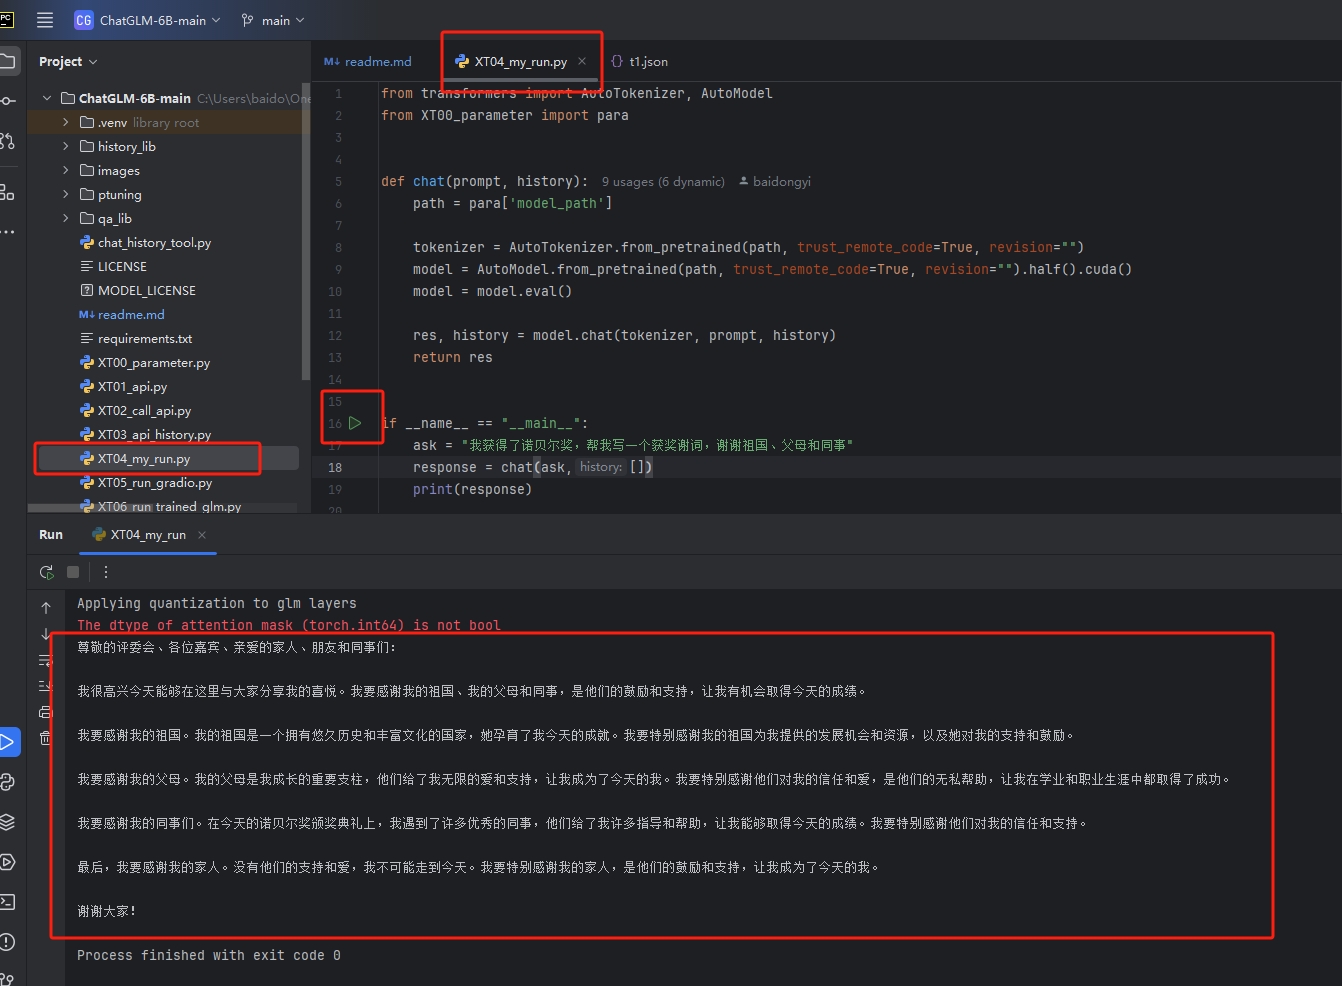 PC
CG ChatGLM-6B-main main
Project
ChatGLM-6B-main C:\Users\baido\One
.venv library root
history_lib
images
ptuning
qa_lib
chat_history_tool.py
LICENSE
MODEL_LICENSE
readme.md
requirements.txt
XT00_parameter.py
XT01_api.py
XT02_call_api.py
XT03_api_history.py
XT04_my_run.py
XT05_run_gradio.py
XT06_run_trained_glm.py
readme.md XT04_my_run.py t1.json
1 from transformers import AutoTokenizer, AutoModel
2 from XT00_parameter import para
3
4
5 def chat(prompt, history): 9 usages (6 dynamic) baidongyi
6 path = para['model_path']
7
8 tokenizer = AutoTokenizer.from_pretrained(path, trust_remote_code=True, revision="")
9 model = AutoModel.from_pretrained(path, trust_remote_code=True, revision="").half().cuda()
10 model = model.eval()
11
12 res, history = model.chat(tokenizer, prompt, history)
13 return res
14
15
16 if __name__ == "__main__":
17 ask = "我获得了诺贝尔奖，帮我写一个获奖谢词，谢谢祖国、父母和同事"
18 response = chat(ask, history: [])
19 print(response)
20
Run XT04_my_run
Applying quantization to glm layers
The dtype of attention mask (torch.int64) is not bool
尊敬的评委会、各位嘉宾、亲爱的家人、朋友和同事们：
我很高兴今天能够在这里与大家分享我的喜悦。我要感谢我的祖国、我的父母和同事，是他们的鼓励和支持，让我有机会取得今天的成绩。
我要感谢我的祖国。我的祖国是一个拥有悠久历史和丰富文化的国家，她孕育了我今天的成就。我要特别感谢我的祖国为我提供的发展机会和资源，以及她对我的支持和鼓励。
我要感谢我的父母。我的父母是我成长的重要支柱，他们给了我无限的爱和支持，让我成为了今天的我。我要特别感谢他们对我的信任和爱，是他们的无私帮助，让我在学业和职业生涯中都取得了成功。
我要感谢我的同事们。在今天的诺贝尔奖颁奖典礼上，我遇到了许多优秀的同事，他们给了我许多指导和帮助，让我能够取得今天的成绩。我要特别感谢他们对我的信任和支持。
最后，我要感谢我的家人。没有他们的支持和爱，我不可能走到今天。我要特别感谢我的家人，是他们的鼓励和支持，让我成为了今天的我。
谢谢大家！
Process finished with exit code 0